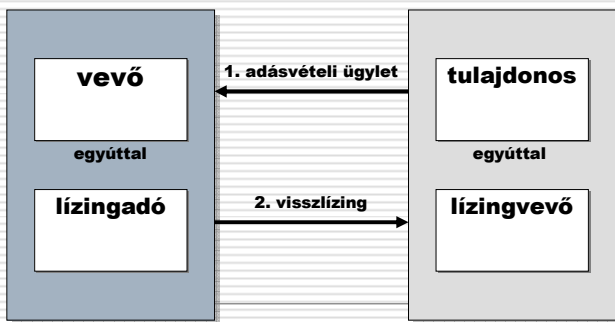 vevő
1. adásvételi ügylet
tulajdonos
egyúttal
egyúttal
lízingadó
2. visszlízing
lízingvevő